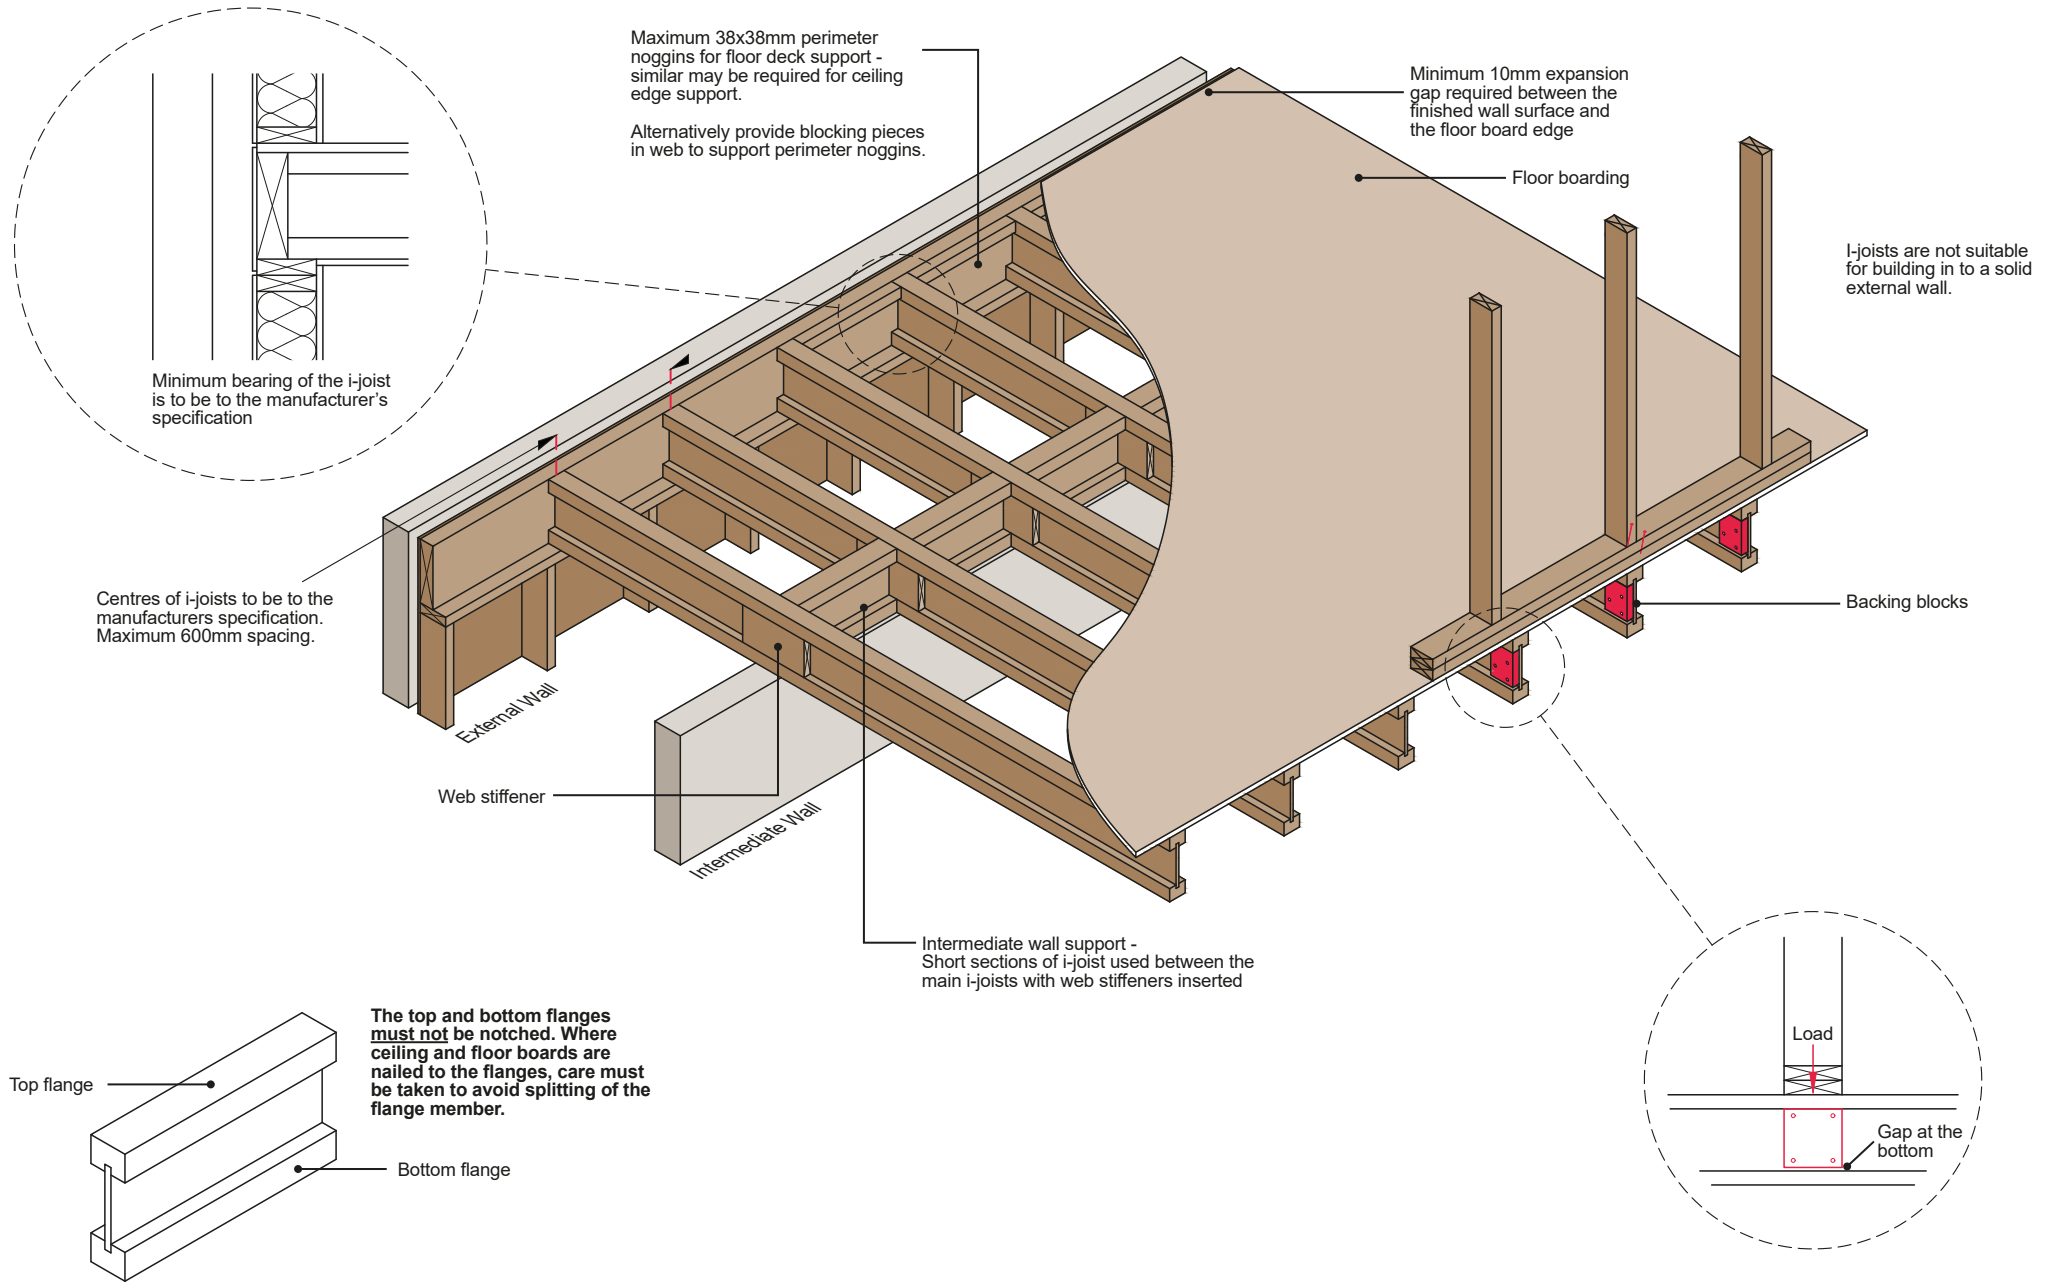 Maximum 38x38mm perimeter
noggins for floor deck support -
similar may be required for ceiling
edge support.
Alternatively provide blocking pieces
in web to support perimeter noggins.
Minimum 10mm expansion
gap required between the
finished wall surface and
the floor board edge
Floor boarding
I-joists are not suitable
for building in to a solid
external wall.
Minimum bearing of the i-joist
is to be to the manufacturer's
specification
Centres of i-joists to be to the
manufacturers specification.
Maximum 600mm spacing.
Backing blocks
External Wall
Web stiffener
Intermediate Wall
Intermediate wall support -
Short sections of i-joist used between the
main i-joists with web stiffeners inserted
The top and bottom flanges
must not be notched. Where
ceiling and floor boards are
nailed to the flanges, care must
be taken to avoid splitting of the
flange member.
Top flange
Bottom flange
Load
Gap at the
bottom